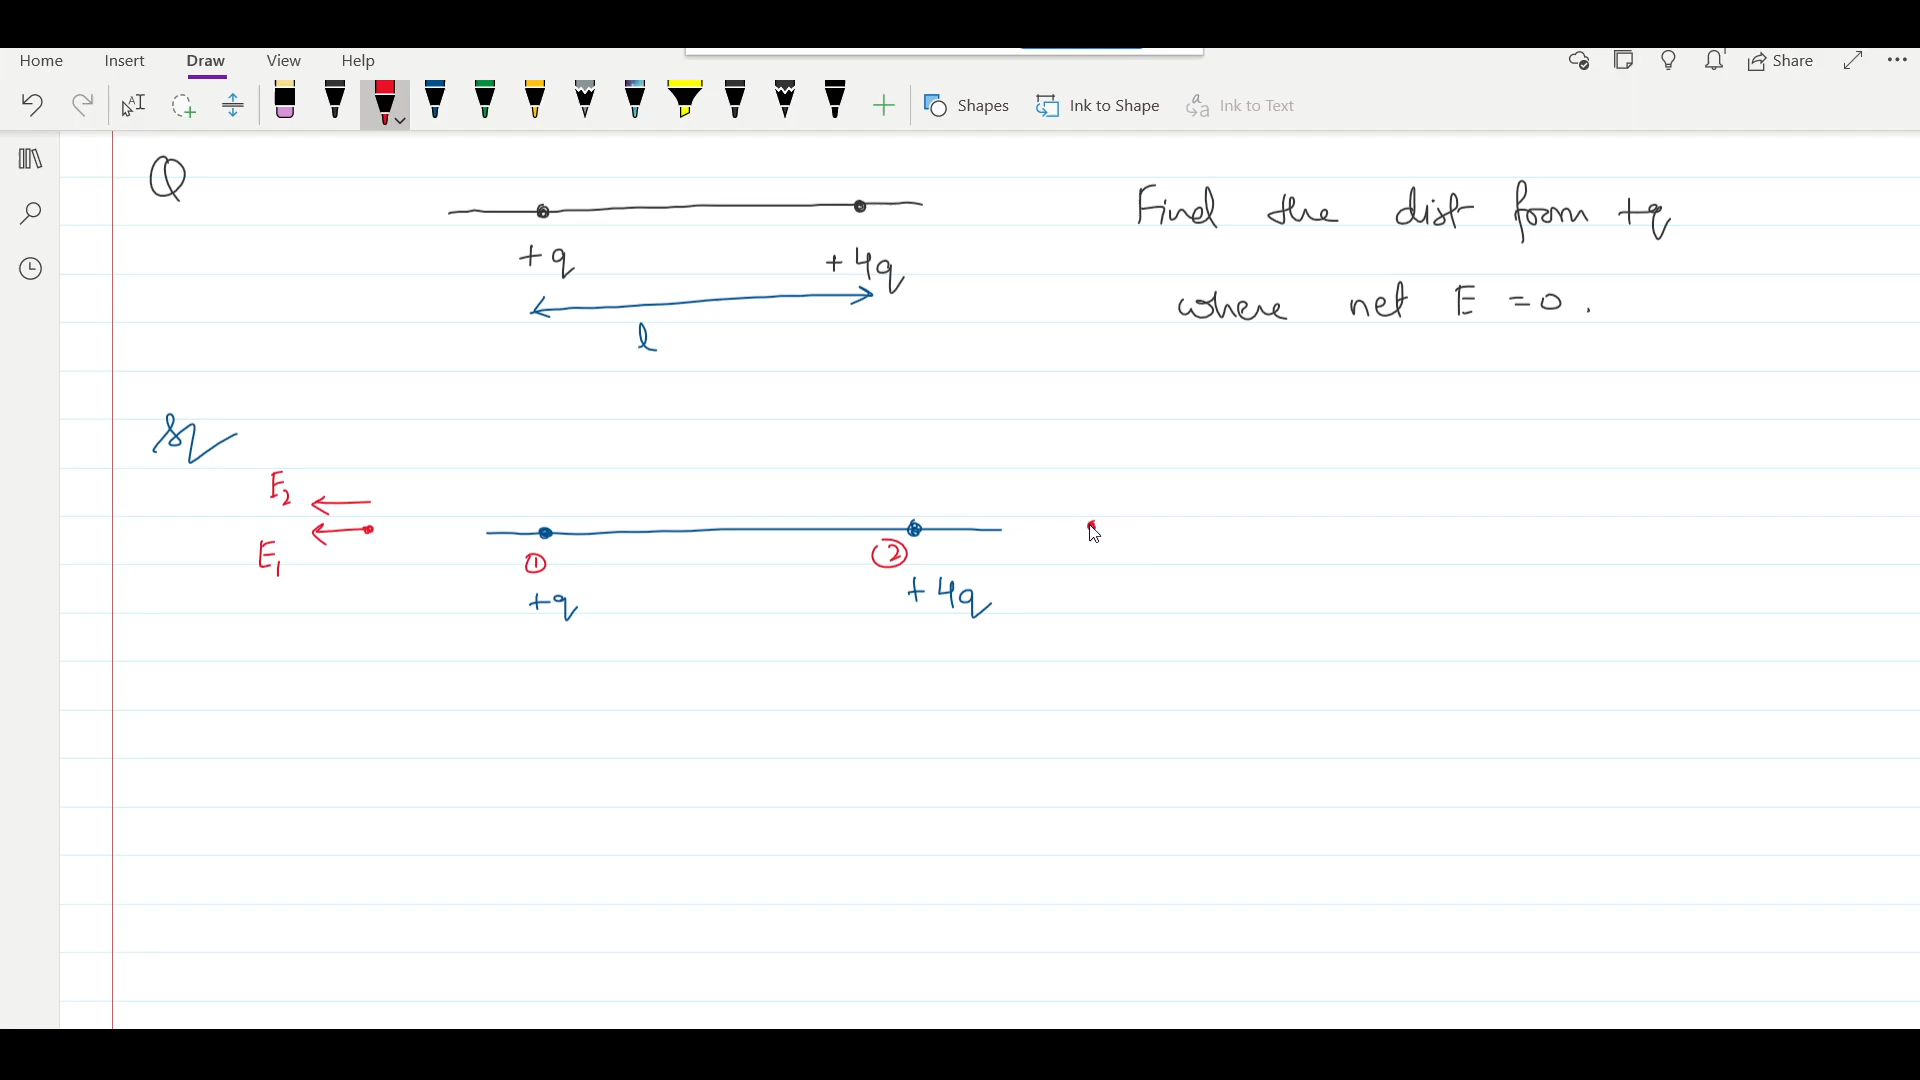 Home Insert Draw View Help Share
Shapes Ink to Shape Ink to Text
Q
Find the dist from +q
+q +4q
where net E = 0.
l
E2
E1
1 2
+q +4q